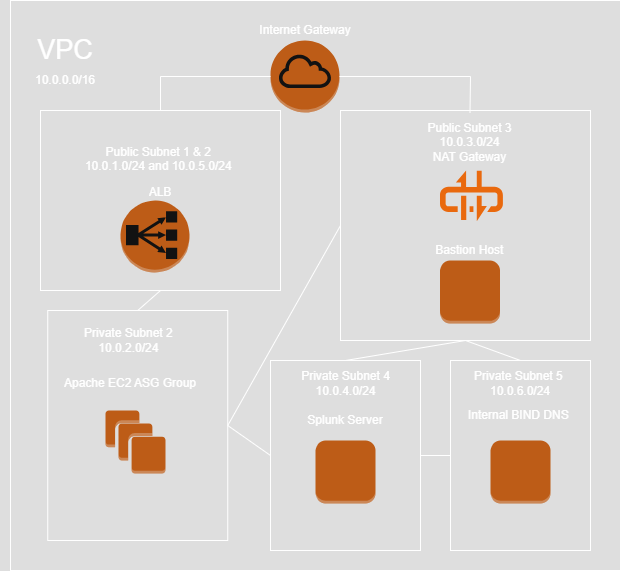 Internet Gateway
VPC
10.0.0.0/16
Public Subnet 1 & 2
10.0.1.0/24 and 10.0.5.0/24
ALB
Public Subnet 3
10.0.3.0/24
NAT Gateway
Bastion Host
Private Subnet 2
10.0.2.0/24
Apache EC2 ASG Group
Private Subnet 4
10.0.4.0/24
Splunk Server
Private Subnet 5
10.0.6.0/24
Internal BIND DNS